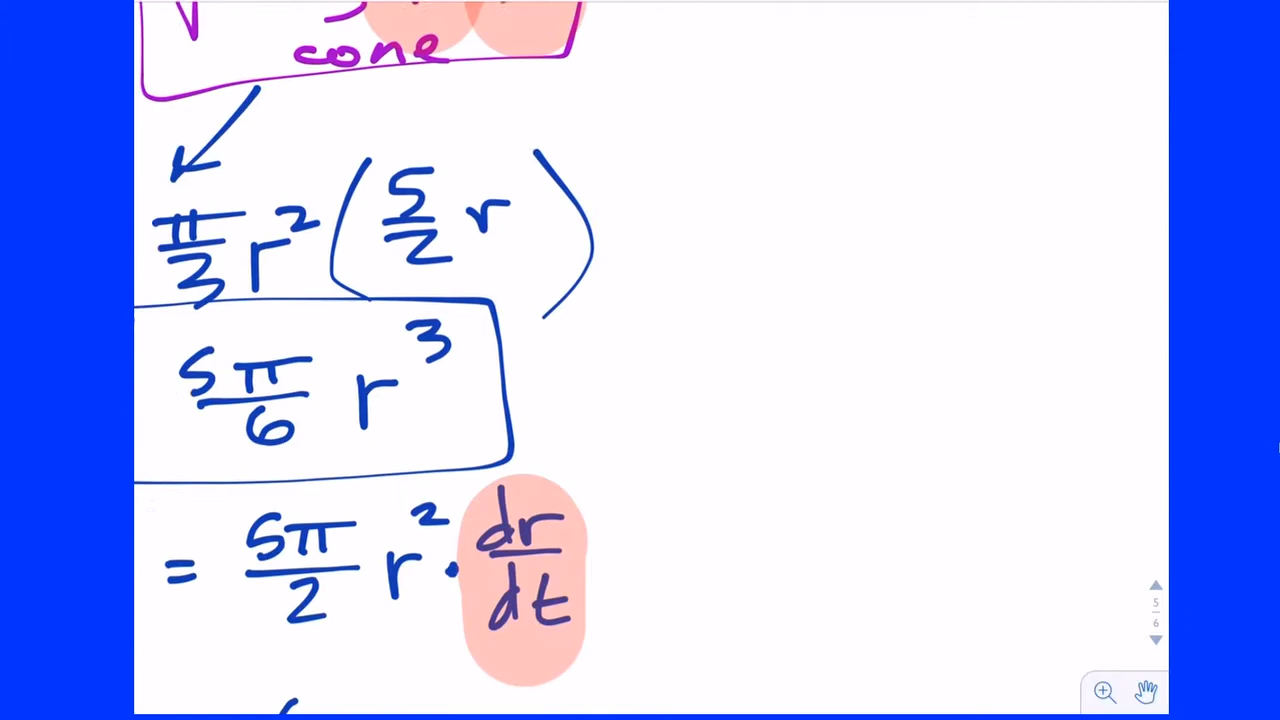 cone
π/3 r² (5/2 r)
5π/6 r³
= 5π/2 r² · dr/dt
5
6